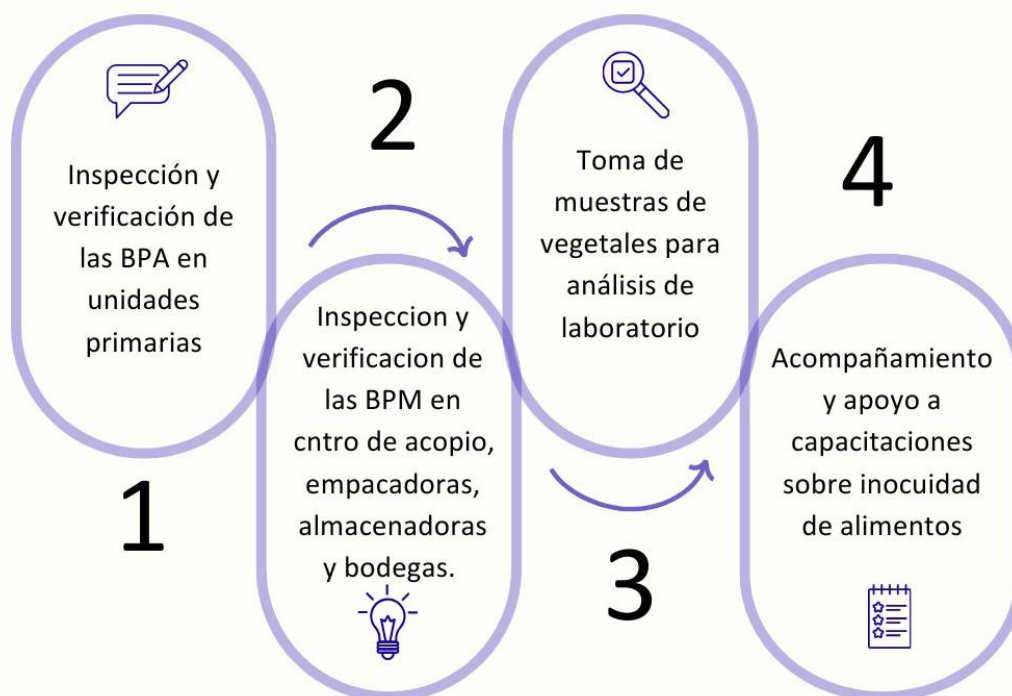 Inspección y
verificación de
las BPA en
unidades
primarias
1
2
Inspeccion y
verificacion de
las BPM en
cntro de acopio,
empacadoras,
almacenadoras
y bodegas.
Toma de
muestras de
vegetales para
análisis de
laboratorio
3
4
Acompañamiento
y apoyo a
capacitaciones
sobre inocuidad
de alimentos